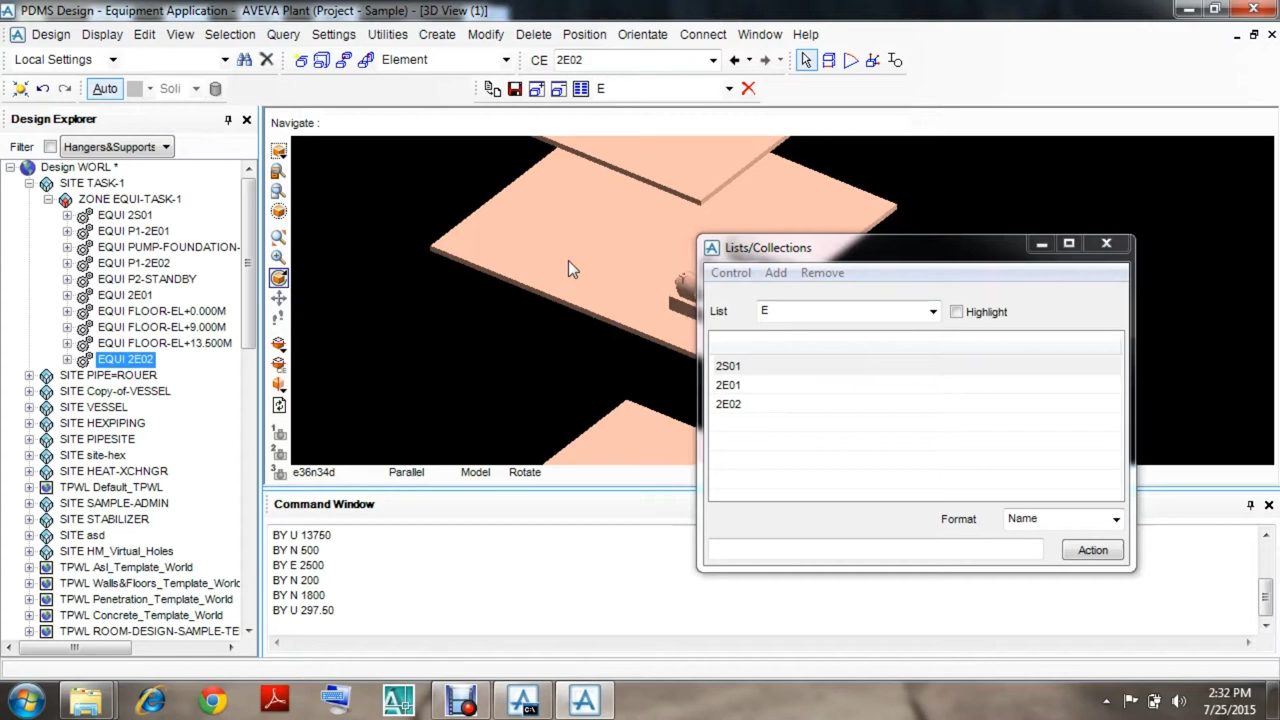 PDMS Design - Equipment Application - AVEVA Plant (Project - Sample) - [3D View (1)]
Design Display Edit View Selection Query Settings Utilities Create Modify Delete Position Orientate Connect Window Help
Local Settings Element CE 2E02
Auto Soli E
Design Explorer
Navigate :
Filter Hangers&Supports
Design WORL *
SITE TASK-1
ZONE EQUI-TASK-1
EQUI 2S01
EQUI P1-2E01
EQUI PUMP-FOUNDATION-
EQUI P1-2E02
EQUI P2-STANDBY
EQUI 2E01
EQUI FLOOR-EL+0.000M
EQUI FLOOR-EL+9.000M
EQUI FLOOR-EL+13.500M
EQUI 2E02
SITE PIPE=ROUER
SITE Copy-of-VESSEL
SITE VESSEL
SITE HEXPIPING
SITE PIPESITE
SITE site-hex
SITE HEAT-XCHNGR
TPWL Default_TPWL
SITE SAMPLE-ADMIN
SITE STABILIZER
SITE asd
SITE HM_Virtual_Holes
TPWL Asl_Template_World
TPWL Walls&Floors_Template_World
TPWL Penetration_Template_World
TPWL Concrete_Template_World
TPWL ROOM-DESIGN-SAMPLE-TE
1
2
3
e36n34d Parallel Model Rotate
Lists/Collections
Control Add Remove
List E Highlight
2S01
2E01
2E02
Format Name
Action
Command Window
BY U 13750
BY N 500
BY E 2500
BY N 200
BY N 1800
BY U 297.50
2:32 PM
7/25/2015